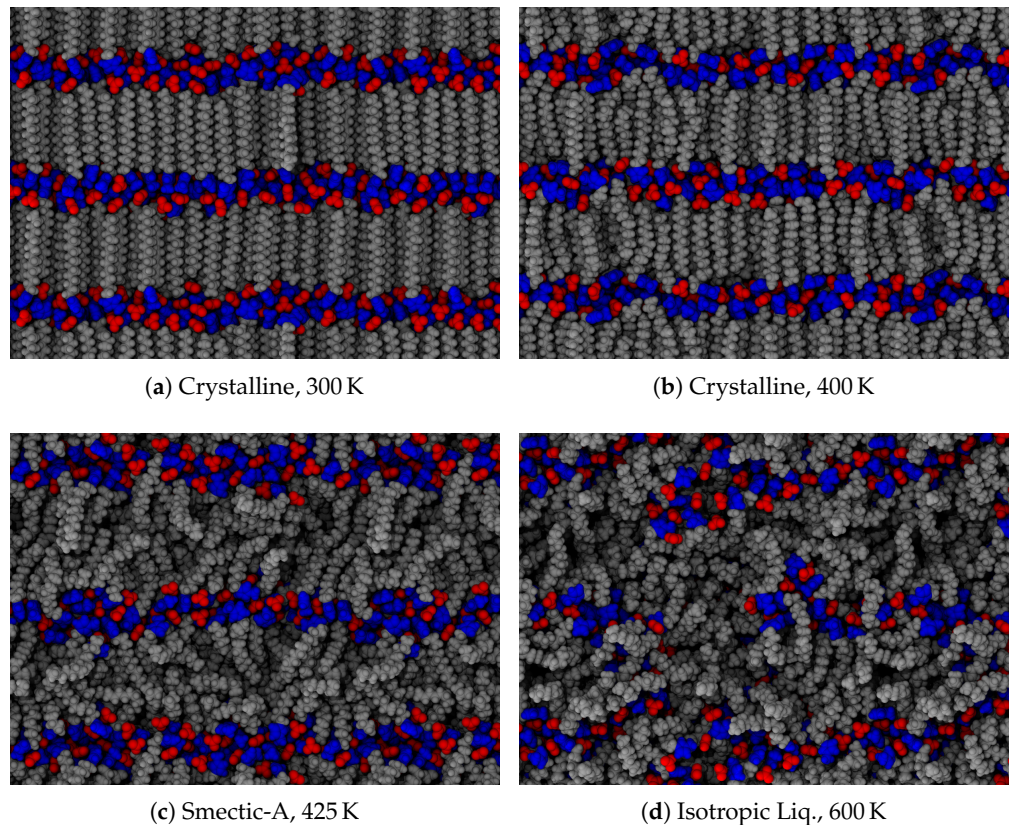 (a) Crystalline, 300 K
(b) Crystalline, 400 K
(c) Smectic-A, 425 K
(d) Isotropic Liq., 600 K